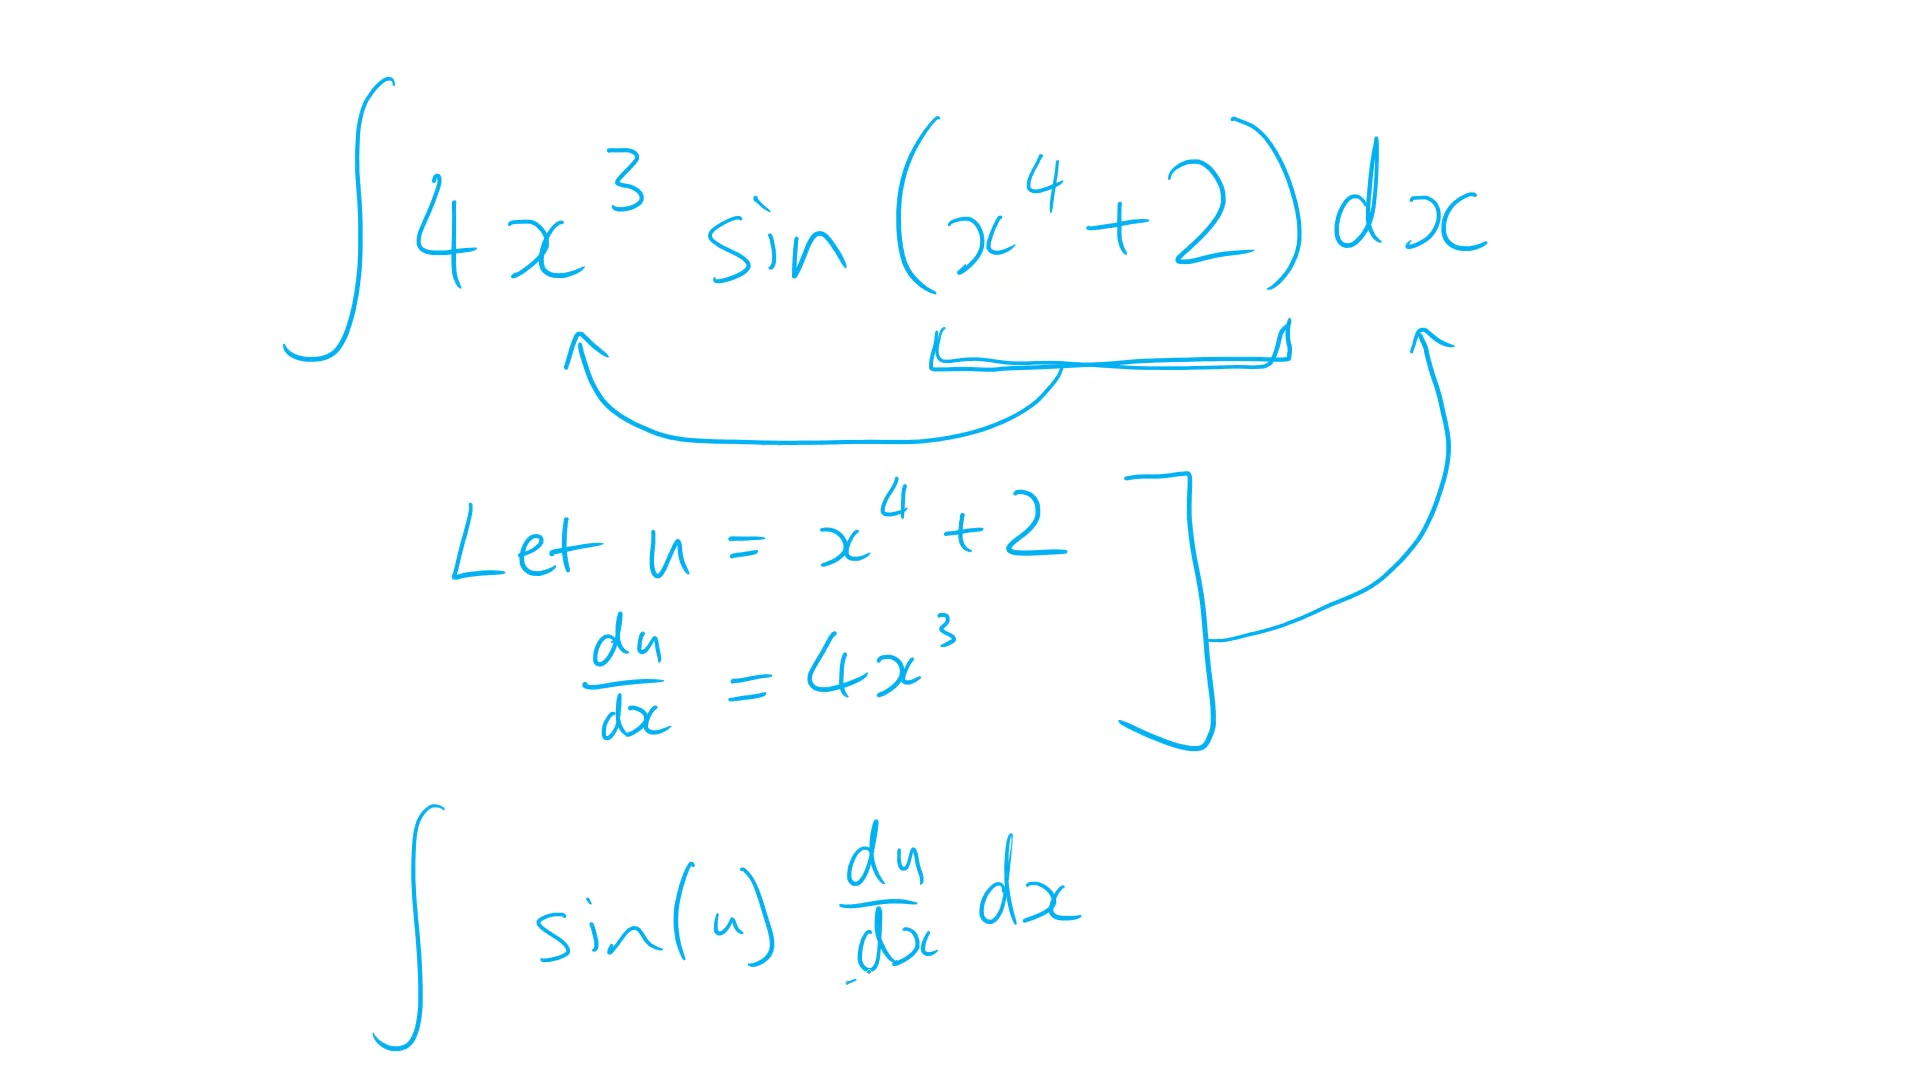 ∫ 4x³ sin (x⁴+2) dx
Let u = x⁴ + 2
du/dx = 4x³
∫ sin(u) du/dx dx